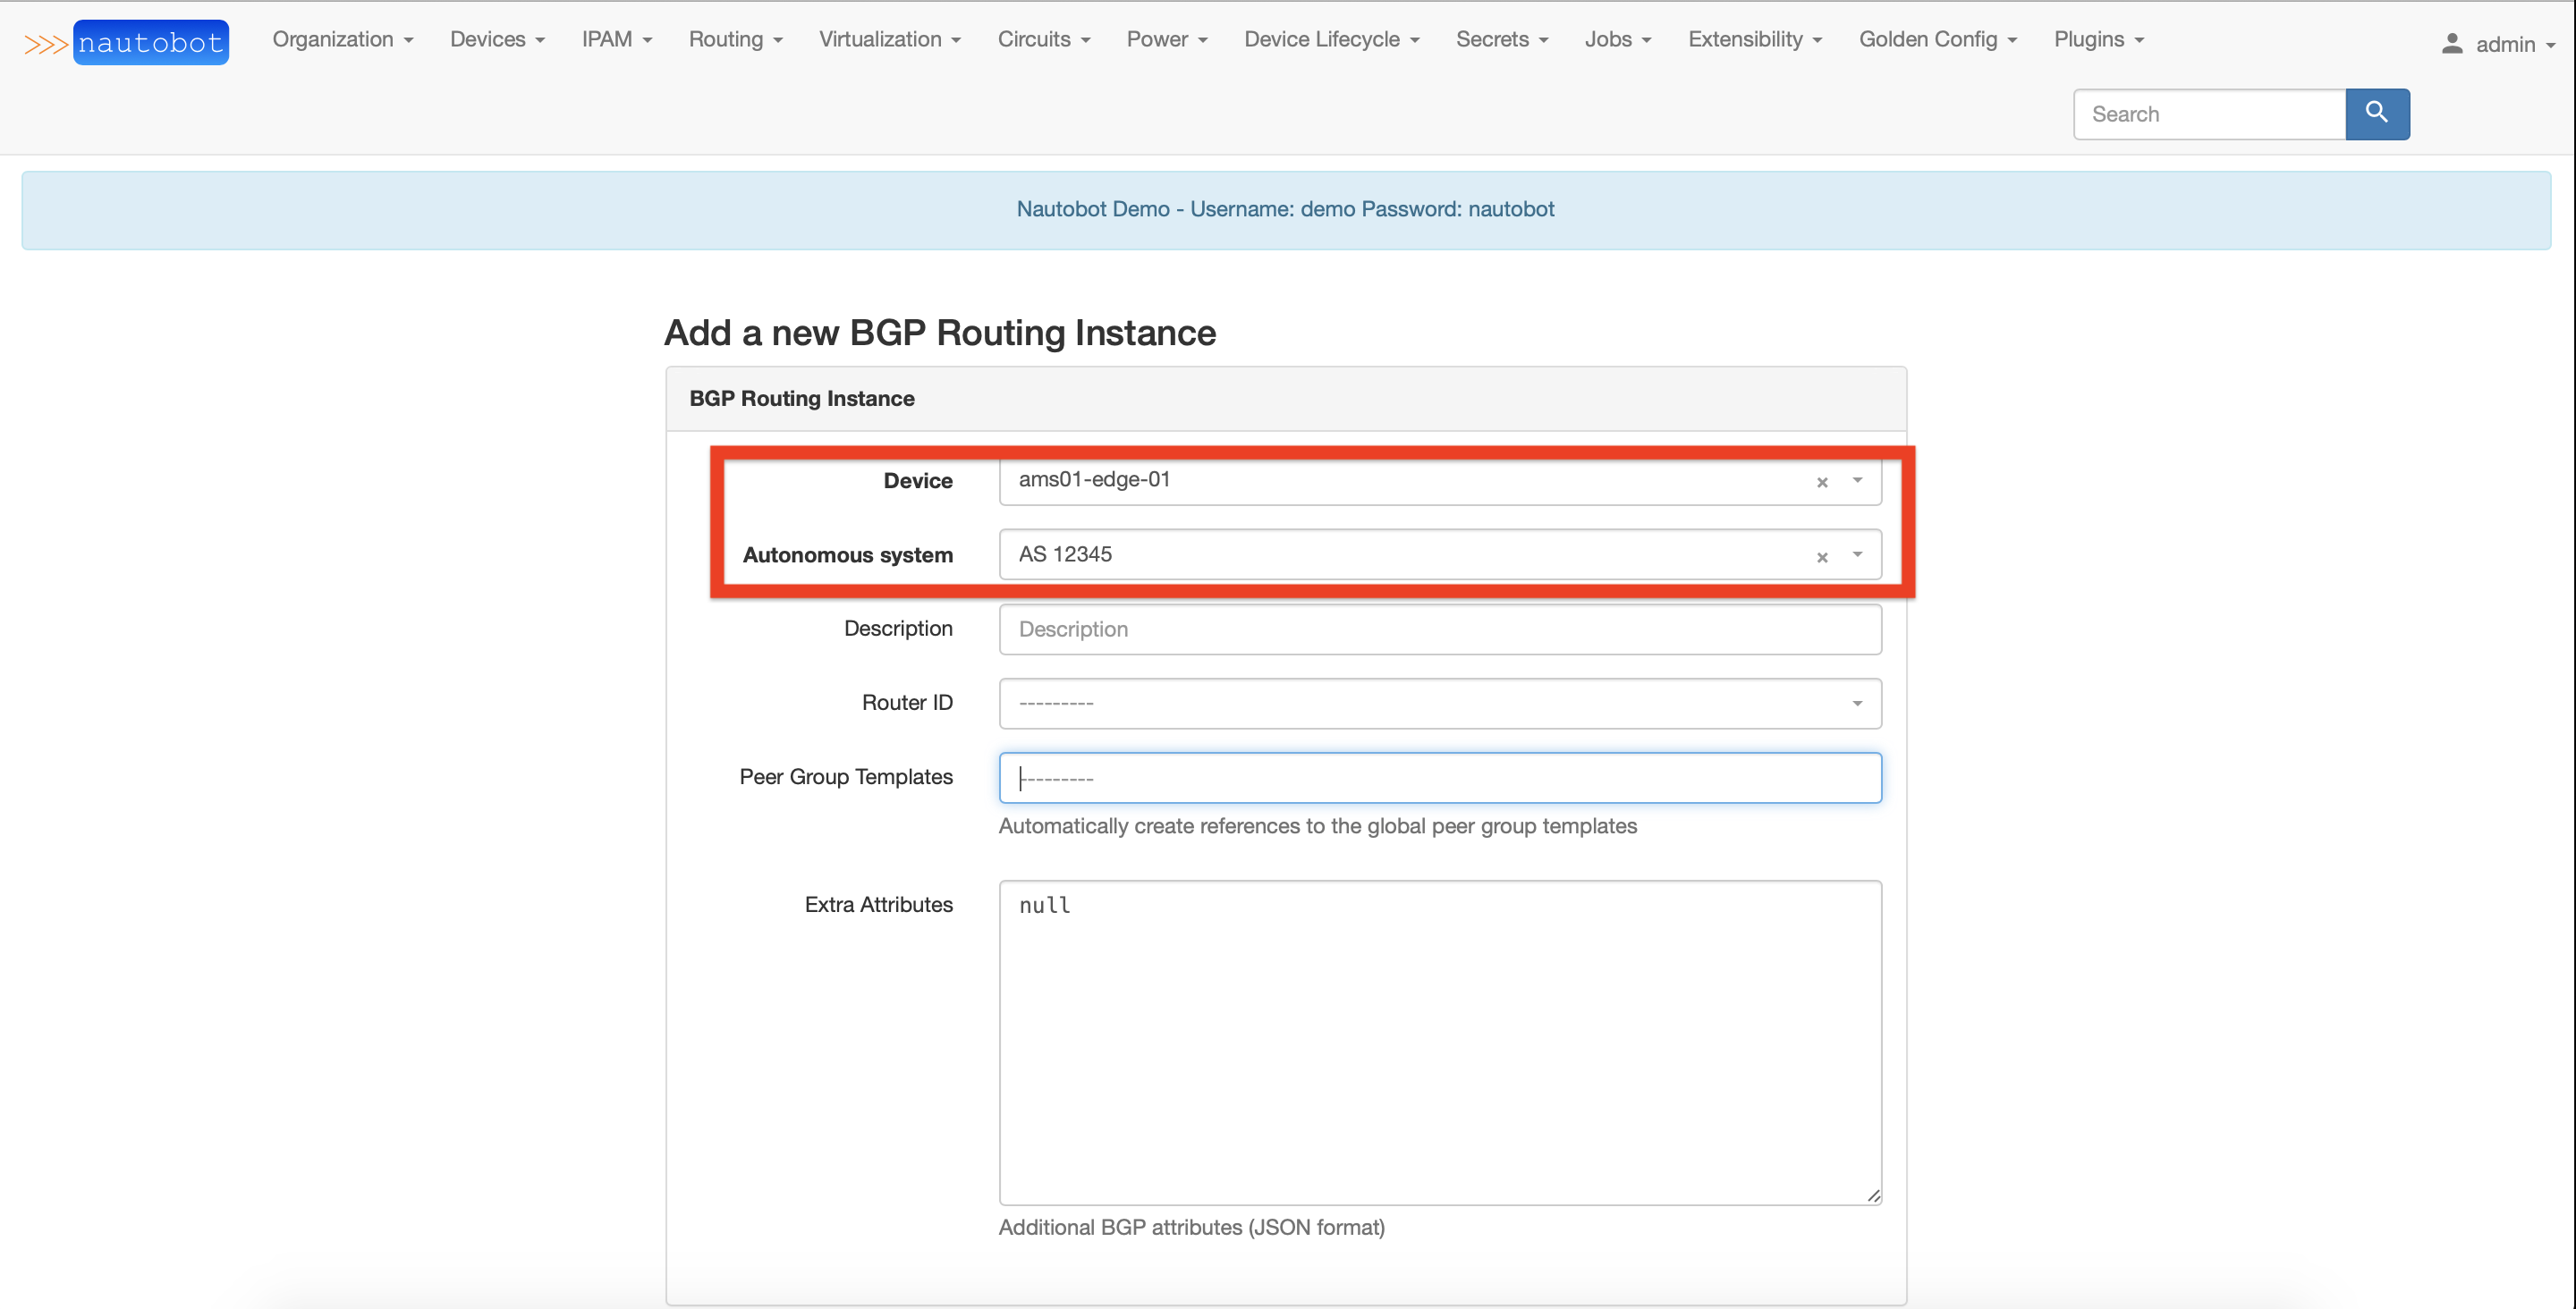 >>> nautobot
Organization Devices IPAM Routing Virtualization Circuits Power Device Lifecycle Secrets Jobs Extensibility Golden Config Plugins admin
Search
Nautobot Demo - Username: demo Password: nautobot
Add a new BGP Routing Instance
BGP Routing Instance
Device ams01-edge-01 ×
Autonomous system AS 12345 ×
Description Description
Router ID ---------
Peer Group Templates ---------
Automatically create references to the global peer group templates
Extra Attributes null
Additional BGP attributes (JSON format)